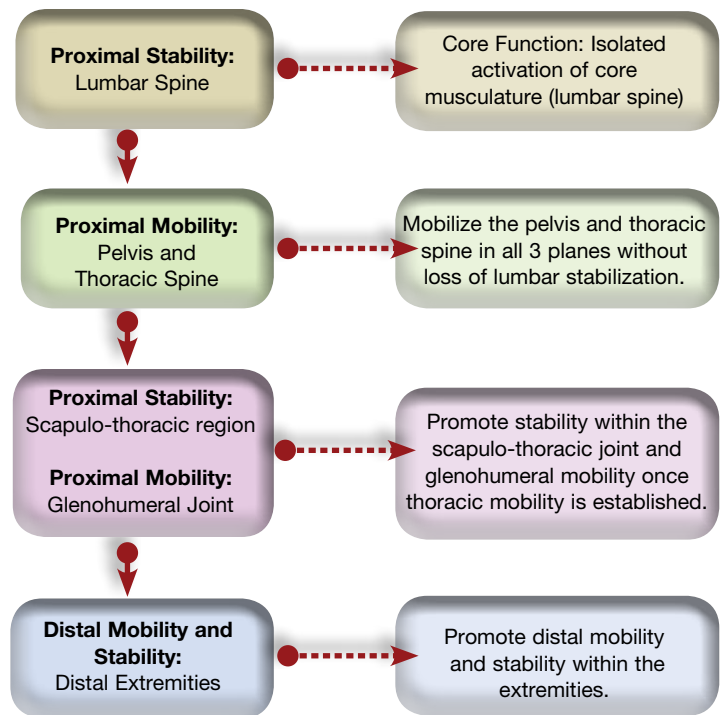 Proximal Stability:
Lumbar Spine
Core Function: Isolated
activation of core
musculature (lumbar spine)
Proximal Mobility:
Pelvis and
Thoracic Spine
Mobilize the pelvis and thoracic
spine in all 3 planes without
loss of lumbar stabilization.
Proximal Stability:
Scapulo-thoracic region
Proximal Mobility:
Glenohumeral Joint
Promote stability within the
scapulo-thoracic joint and
glenohumeral mobility once
thoracic mobility is established.
Distal Mobility and
Stability:
Distal Extremities
Promote distal mobility
and stability within the
extremities.